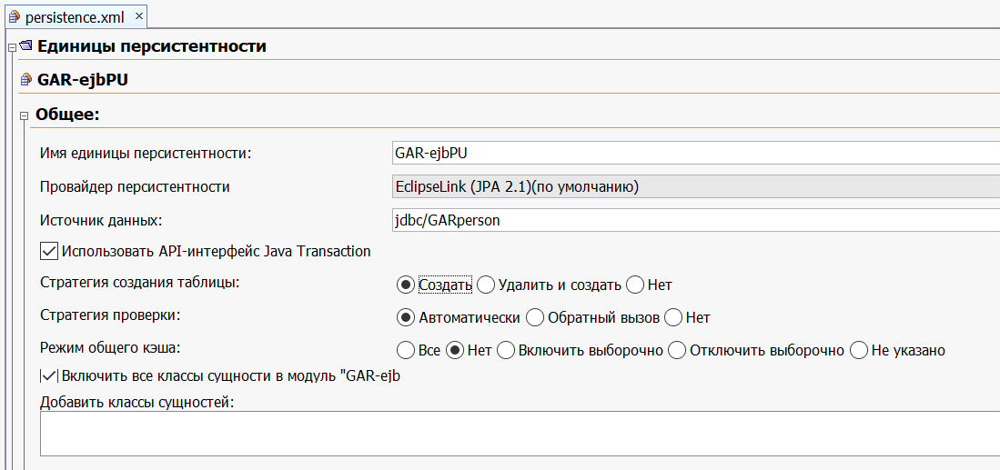 persistence.xml ×
Единицы персистентности
GAR-ejbPU
Общее:
Имя единицы персистентности: GAR-ejbPU
Провайдер персистентности EclipseLink (JPA 2.1)(по умолчанию)
Источник данных: jdbc/GARperson
Использовать API-интерфейс Java Transaction
Стратегия создания таблицы: Создать Удалить и создать Нет
Стратегия проверки: Автоматически Обратный вызов Нет
Режим общего кэша: Все Нет Включить выборочно Отключить выборочно Не указано
Включить все классы сущности в модуль "GAR-ejb
Добавить классы сущностей: